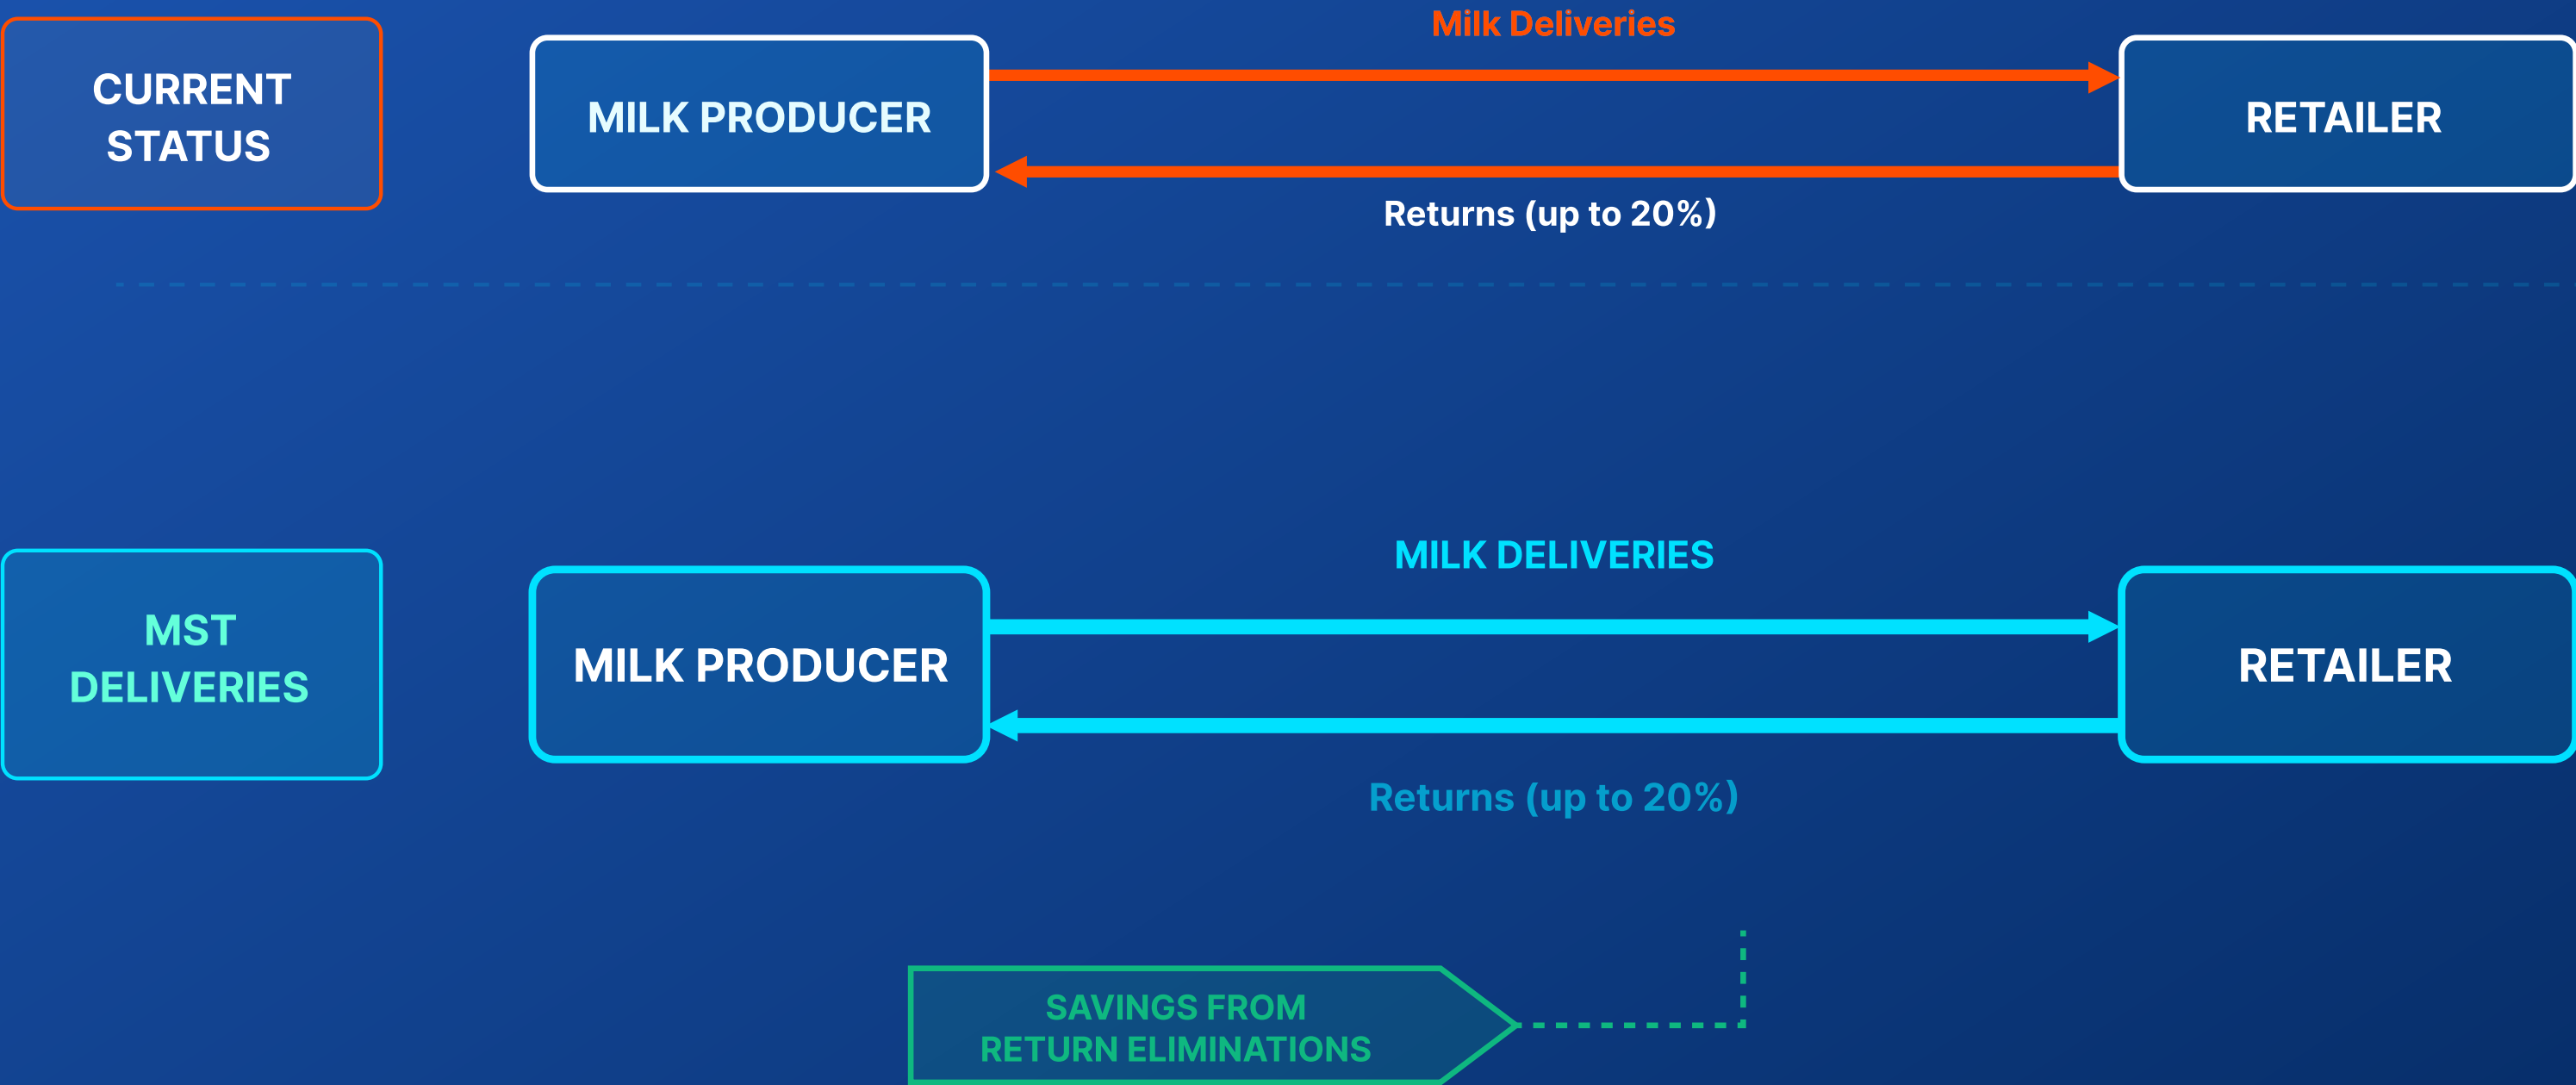 Milk Deliveries
CURRENT
STATUS
MILK PRODUCER
RETAILER
Returns (up to 20%)
MILK DELIVERIES
MST
DELIVERIES
MILK PRODUCER
RETAILER
Returns (up to 20%)
SAVINGS FROM
RETURN ELIMINATIONS